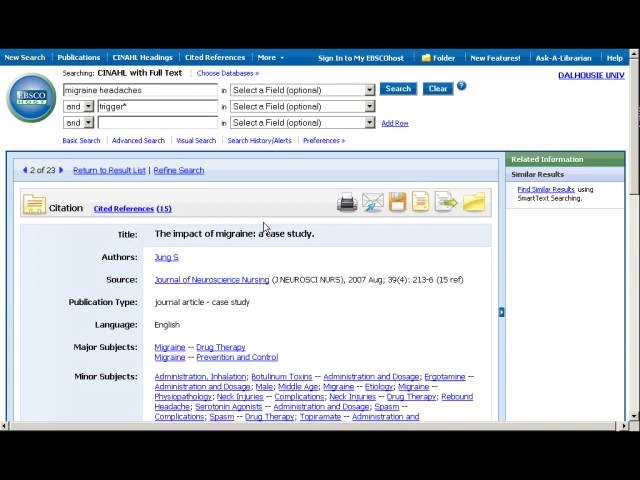 New Search Publications CINAHL Headings Cited References More Sign In to My EBSCOhost Folder New Features! Ask-A-Librarian Help
Searching: CINAHL with Full Text Choose Databases »
DALHOUSIE UNIV
EBSCO HOST
migraine headaches in Select a Field (optional) Search Clear ?
and trigger* in Select a Field (optional)
and in Select a Field (optional) Add Row
Basic Search Advanced Search Visual Search Search History/Alerts Preferences »
2 of 23 Return to Result List | Refine Search
Related Information
Similar Results
Find Similar Results using
SmartText Searching.
Citation Cited References (15)
Title: The impact of migraine: a case study.
Authors: Jung S
Source: Journal of Neuroscience Nursing (J NEUROSCI NURS), 2007 Aug; 39(4): 213-6 (15 ref)
Publication Type: journal article - case study
Language: English
Major Subjects: Migraine -- Drug Therapy
Migraine -- Prevention and Control
Minor Subjects: Administration, Inhalation; Botulinum Toxins -- Administration and Dosage; Ergotamine --
Administration and Dosage; Male; Middle Age; Migraine -- Etiology; Migraine --
Physiopathology; Neck Injuries -- Complications; Neck Injuries -- Drug Therapy; Rebound
Headache; Serotonin Agonists -- Administration and Dosage; Spasm --
Complications; Spasm -- Drug Therapy; Topiramate -- Administration and